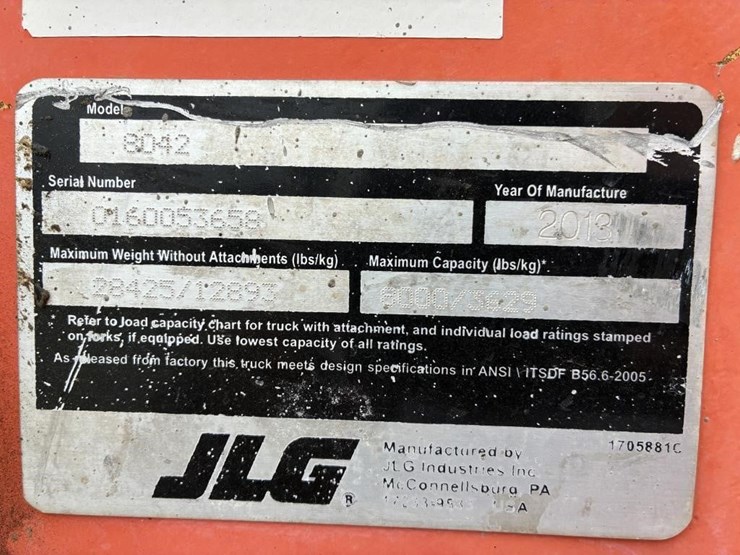 Model
8042
Serial Number
Year Of Manufacture
0160053658
2013
Maximum Weight Without Attachments (lbs/kg)
Maximum Capacity (lbs/kg)*
28425/12893
8000/3629
Refer to load capacity chart for truck with attachment, and individual load ratings stamped
on forks, if equipped. Use lowest capacity of all ratings.
As released from factory this truck meets design specifications in ANSI \ ITSDF B56.6-2005
JLG ®
Manufactured by
1705881C
JLG Industries Inc
McConnellsburg PA